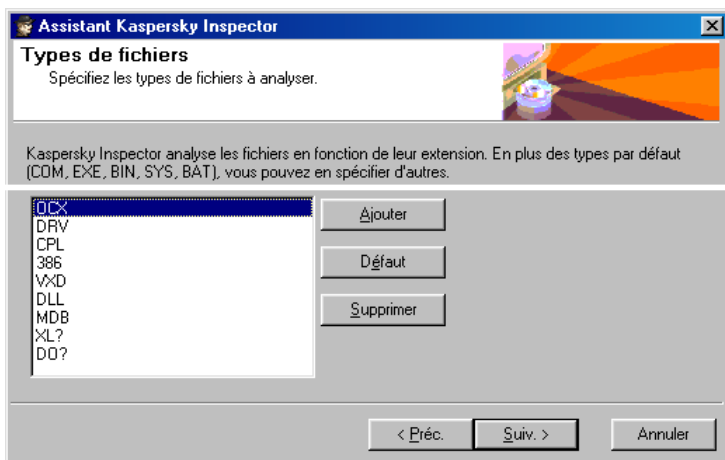 Assistant Kaspersky Inspector
Types de fichiers
Spécifiez les types de fichiers à analyser.
Kaspersky Inspector analyse les fichiers en fonction de leur extension. En plus des types par défaut
(COM, EXE, BIN, SYS, BAT), vous pouvez en spécifier d'autres.
OCX
DRV
CPL
386
VXD
DLL
MDB
XL?
DO?
Ajouter
Défaut
Supprimer
< Préc.
Suiv. >
Annuler